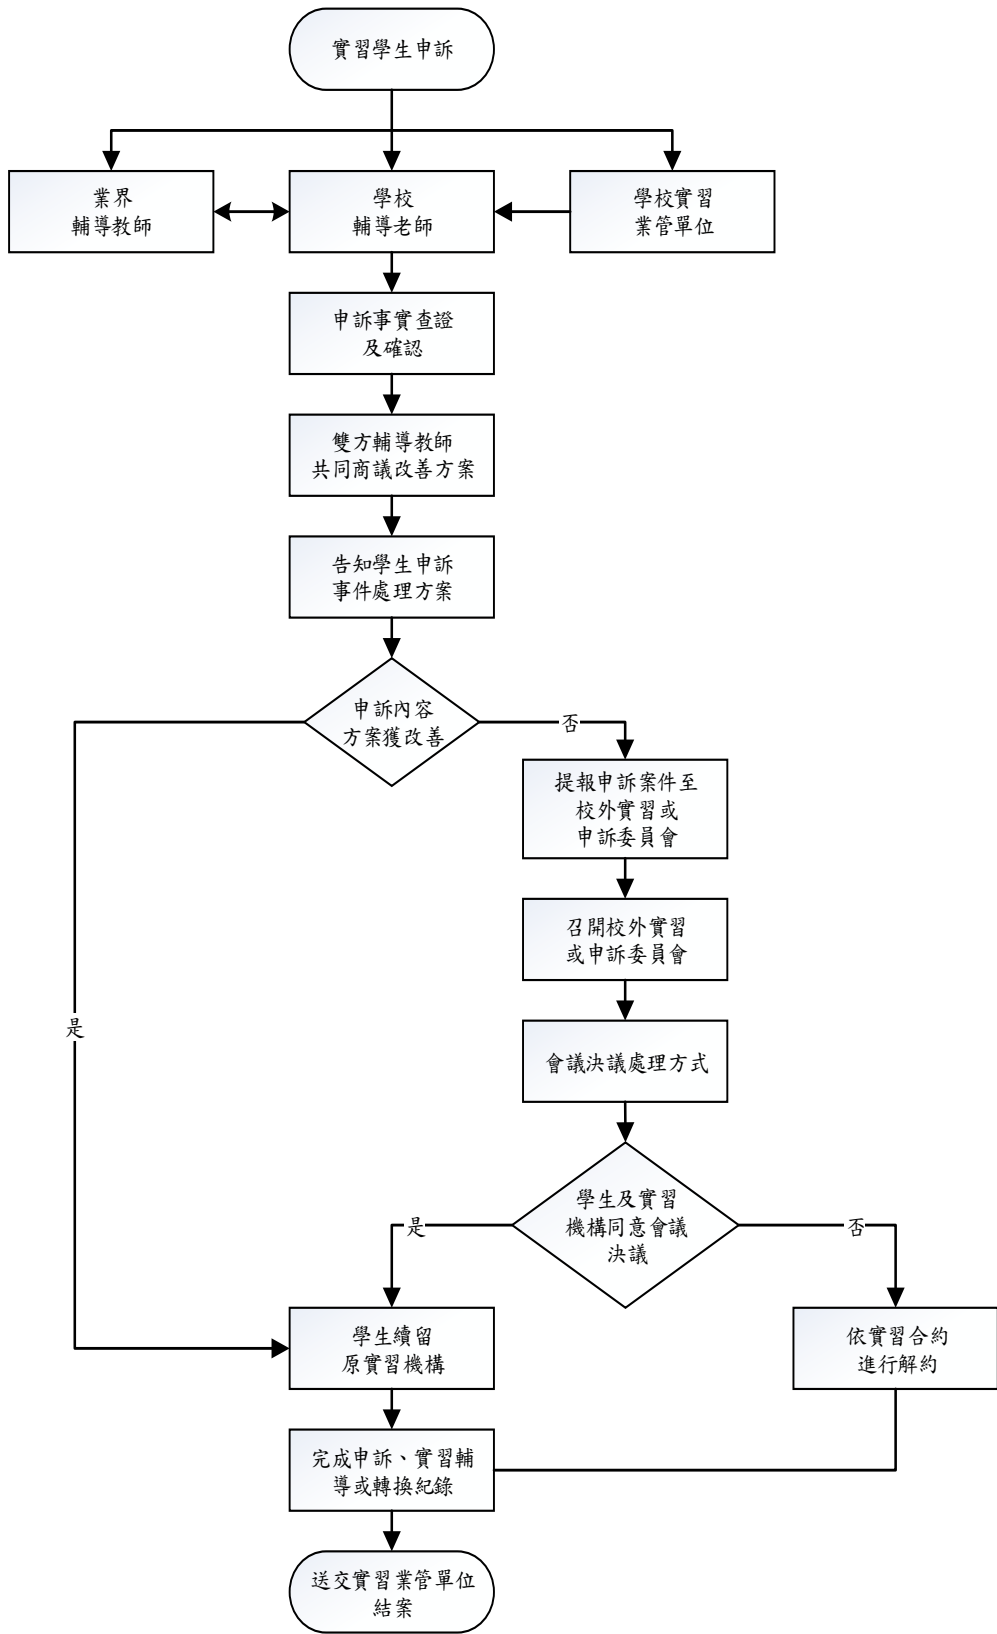 實習學生申訴
業界
輔導教師
學校
輔導老師
學校實習
業管單位
申訴事實查證
及確認
雙方輔導教師
共同商議改善方案
告知學生申訴
事件處理方案
申訴內容
方案獲改善
否
提報申訴案件至
校外實習或
申訴委員會
召開校外實習
或申訴委員會
是
會議決議處理方式
學生及實習
機構同意會議
決議
是
否
學生續留
原實習機構
依實習合約
進行解約
完成申訴、實習輔
導或轉換紀錄
送交實習業管單位
結案